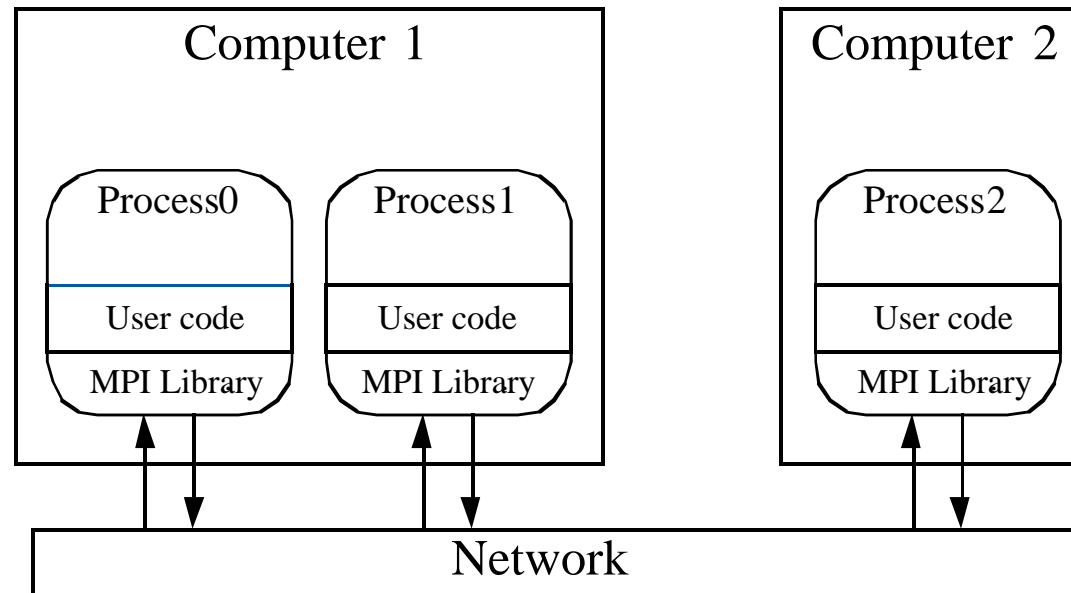 Computer 1
Computer 2
Process0
Process1
Process2
User code
User code
User code
MPI Library
MPI Library
MPI Library
Network